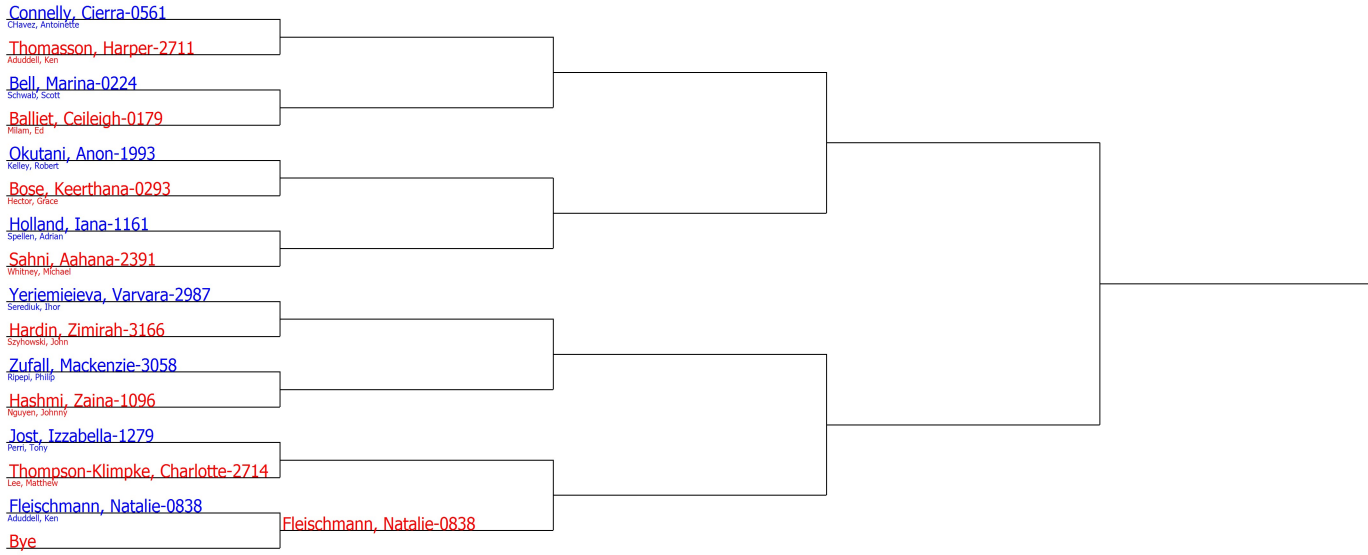 Connelly, Cierra-0561
CHavez, Antoinette
Thomasson, Harper-2711
Aduddell, Ken
Bell, Marina-0224
Schwab, Scott
Balliet, Ceileigh-0179
Milam, Ed
Okutani, Anon-1993
Kelley, Robert
Bose, Keerthana-0293
Hector, Grace
Holland, Iana-1161
Spellen, Adrian
Sahni, Aahana-2391
Whitney, Michael
Yeriemieieva, Varvara-2987
Serediuk, Ihor
Hardin, Zimirah-3166
Szyhowski, John
Zufall, Mackenzie-3058
Ripepi, Philip
Hashmi, Zaina-1096
Nguyen, Johnny
Jost, Izzabella-1279
Perri, Tony
Thompson-Klimpke, Charlotte-2714
Lee, Matthew
Fleischmann, Natalie-0838
Aduddell, Ken
Fleischmann, Natalie-0838
Bye